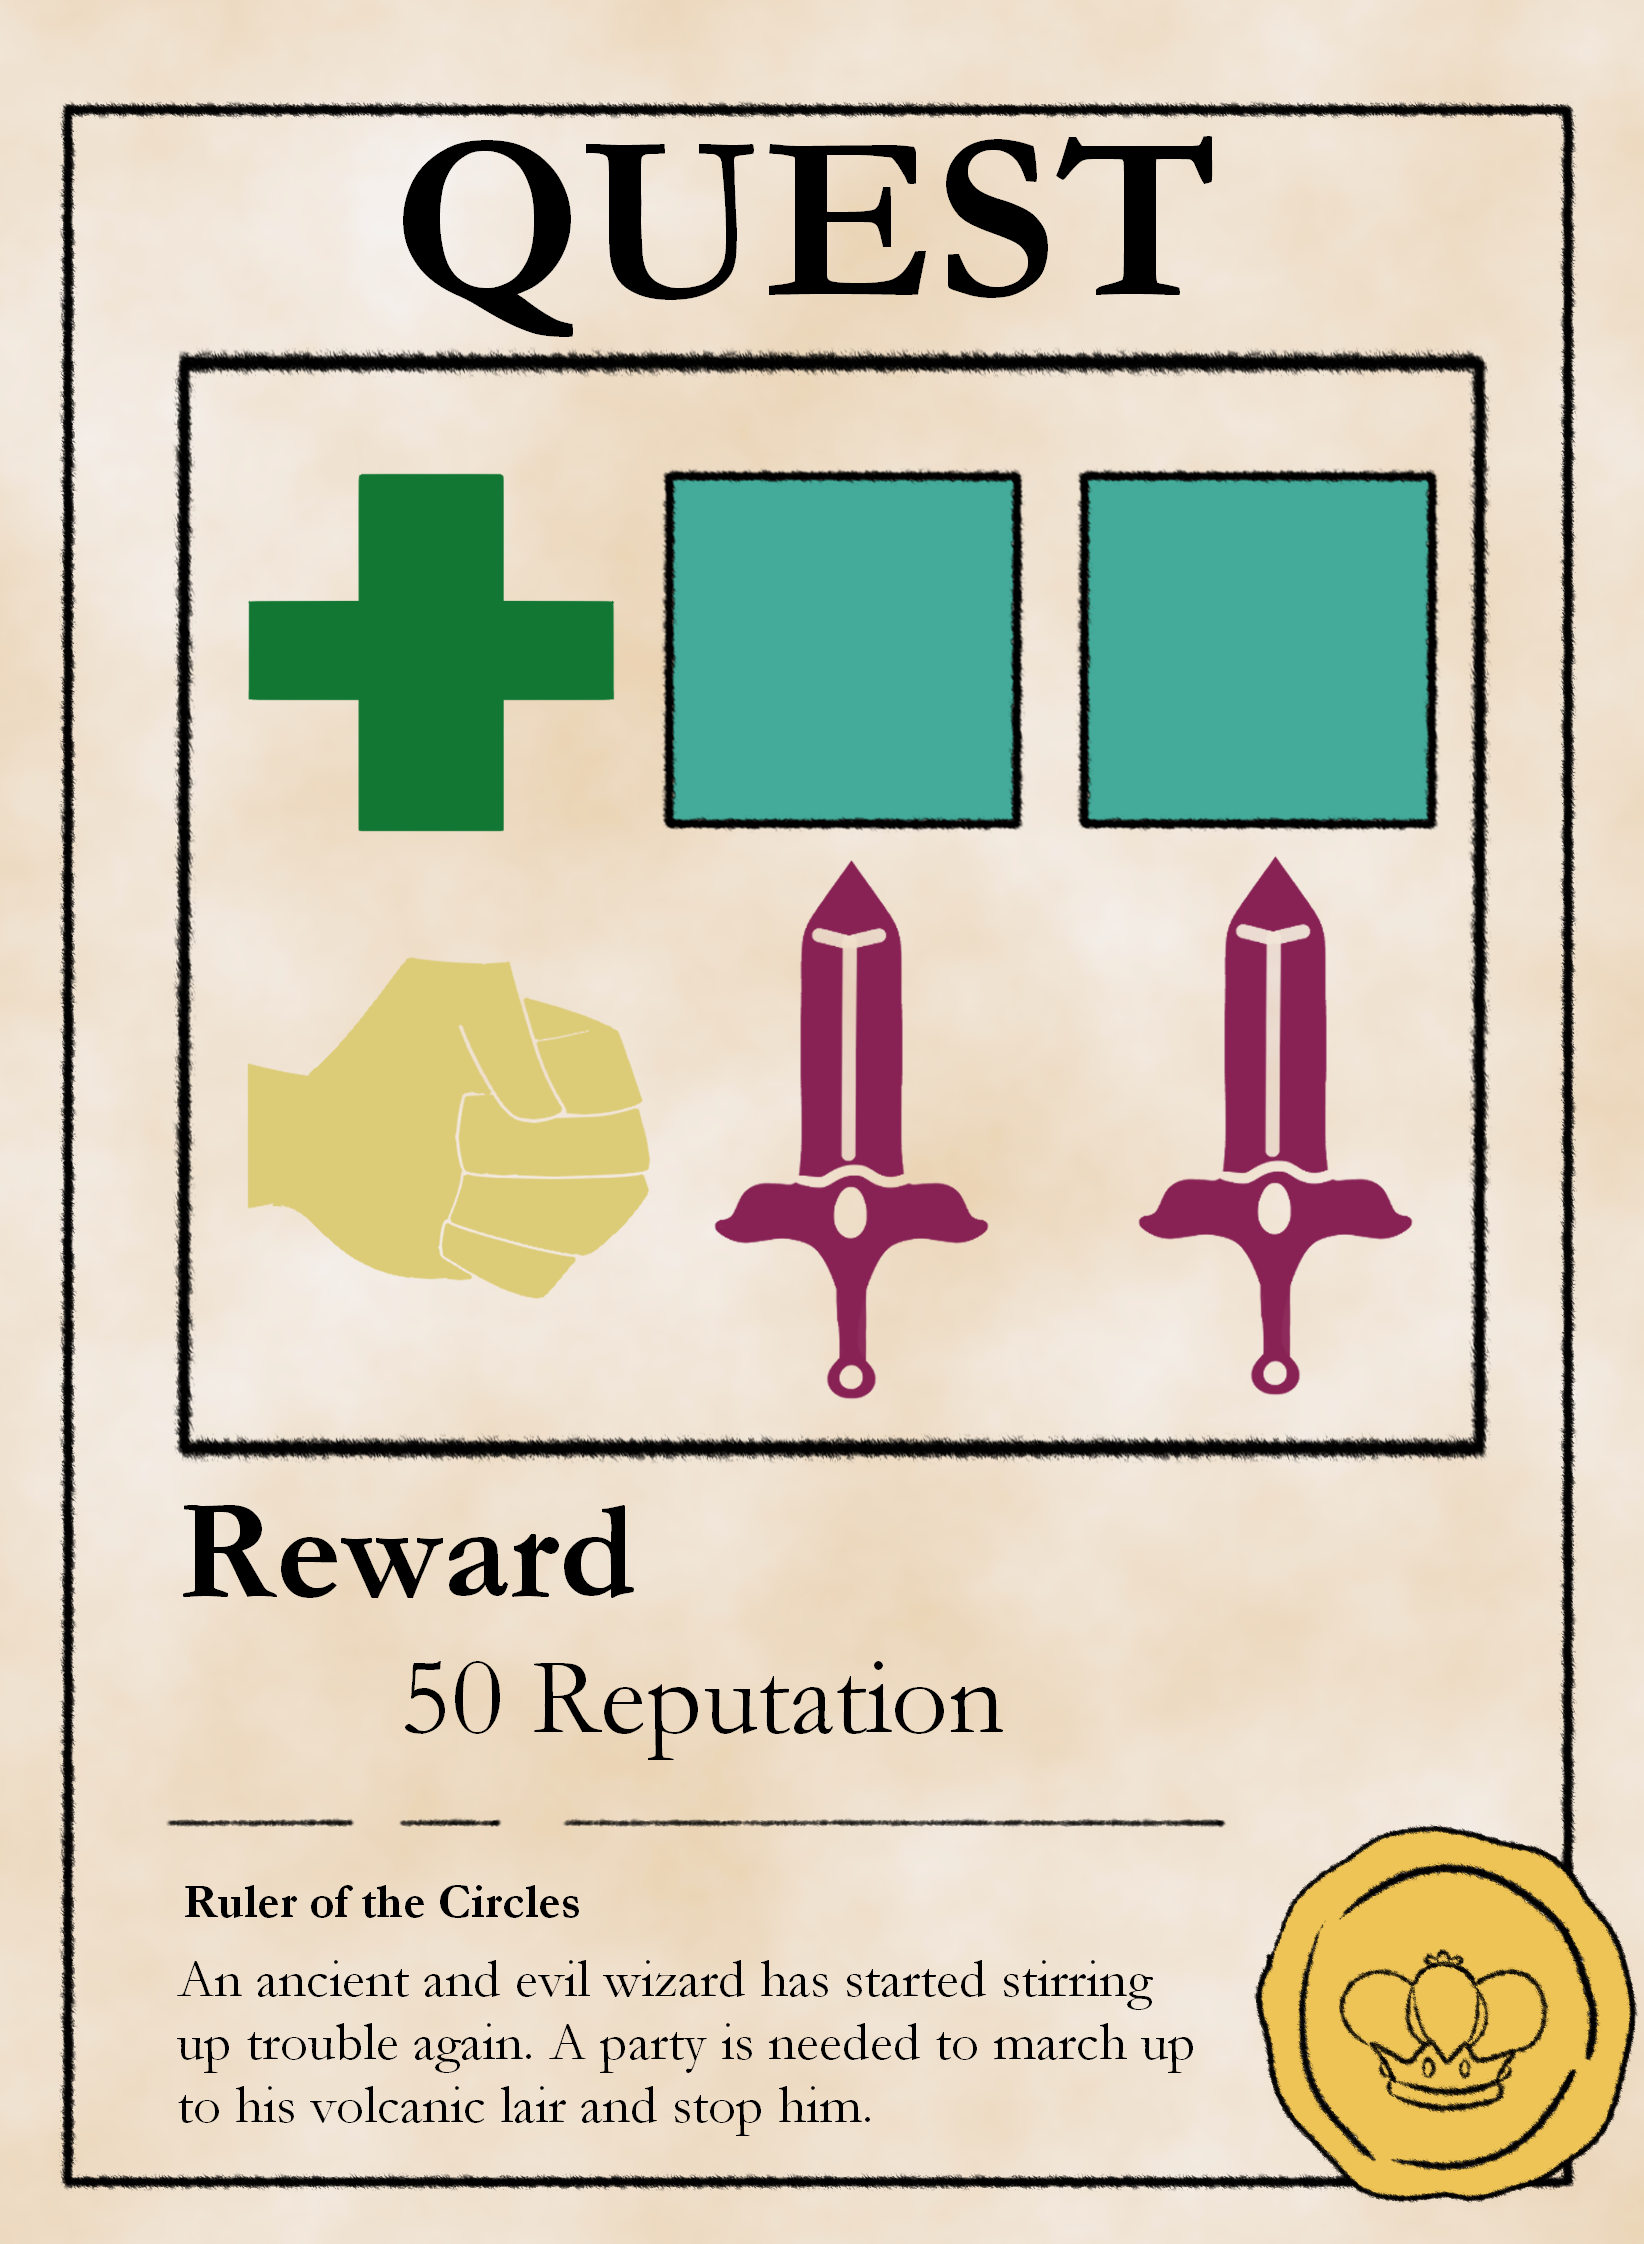 QUEST
Reward
50 Reputation
Ruler of the Circles
An ancient and evil wizard has started stirring
up trouble again. A party is needed to march up
to his volcanic lair and stop him.